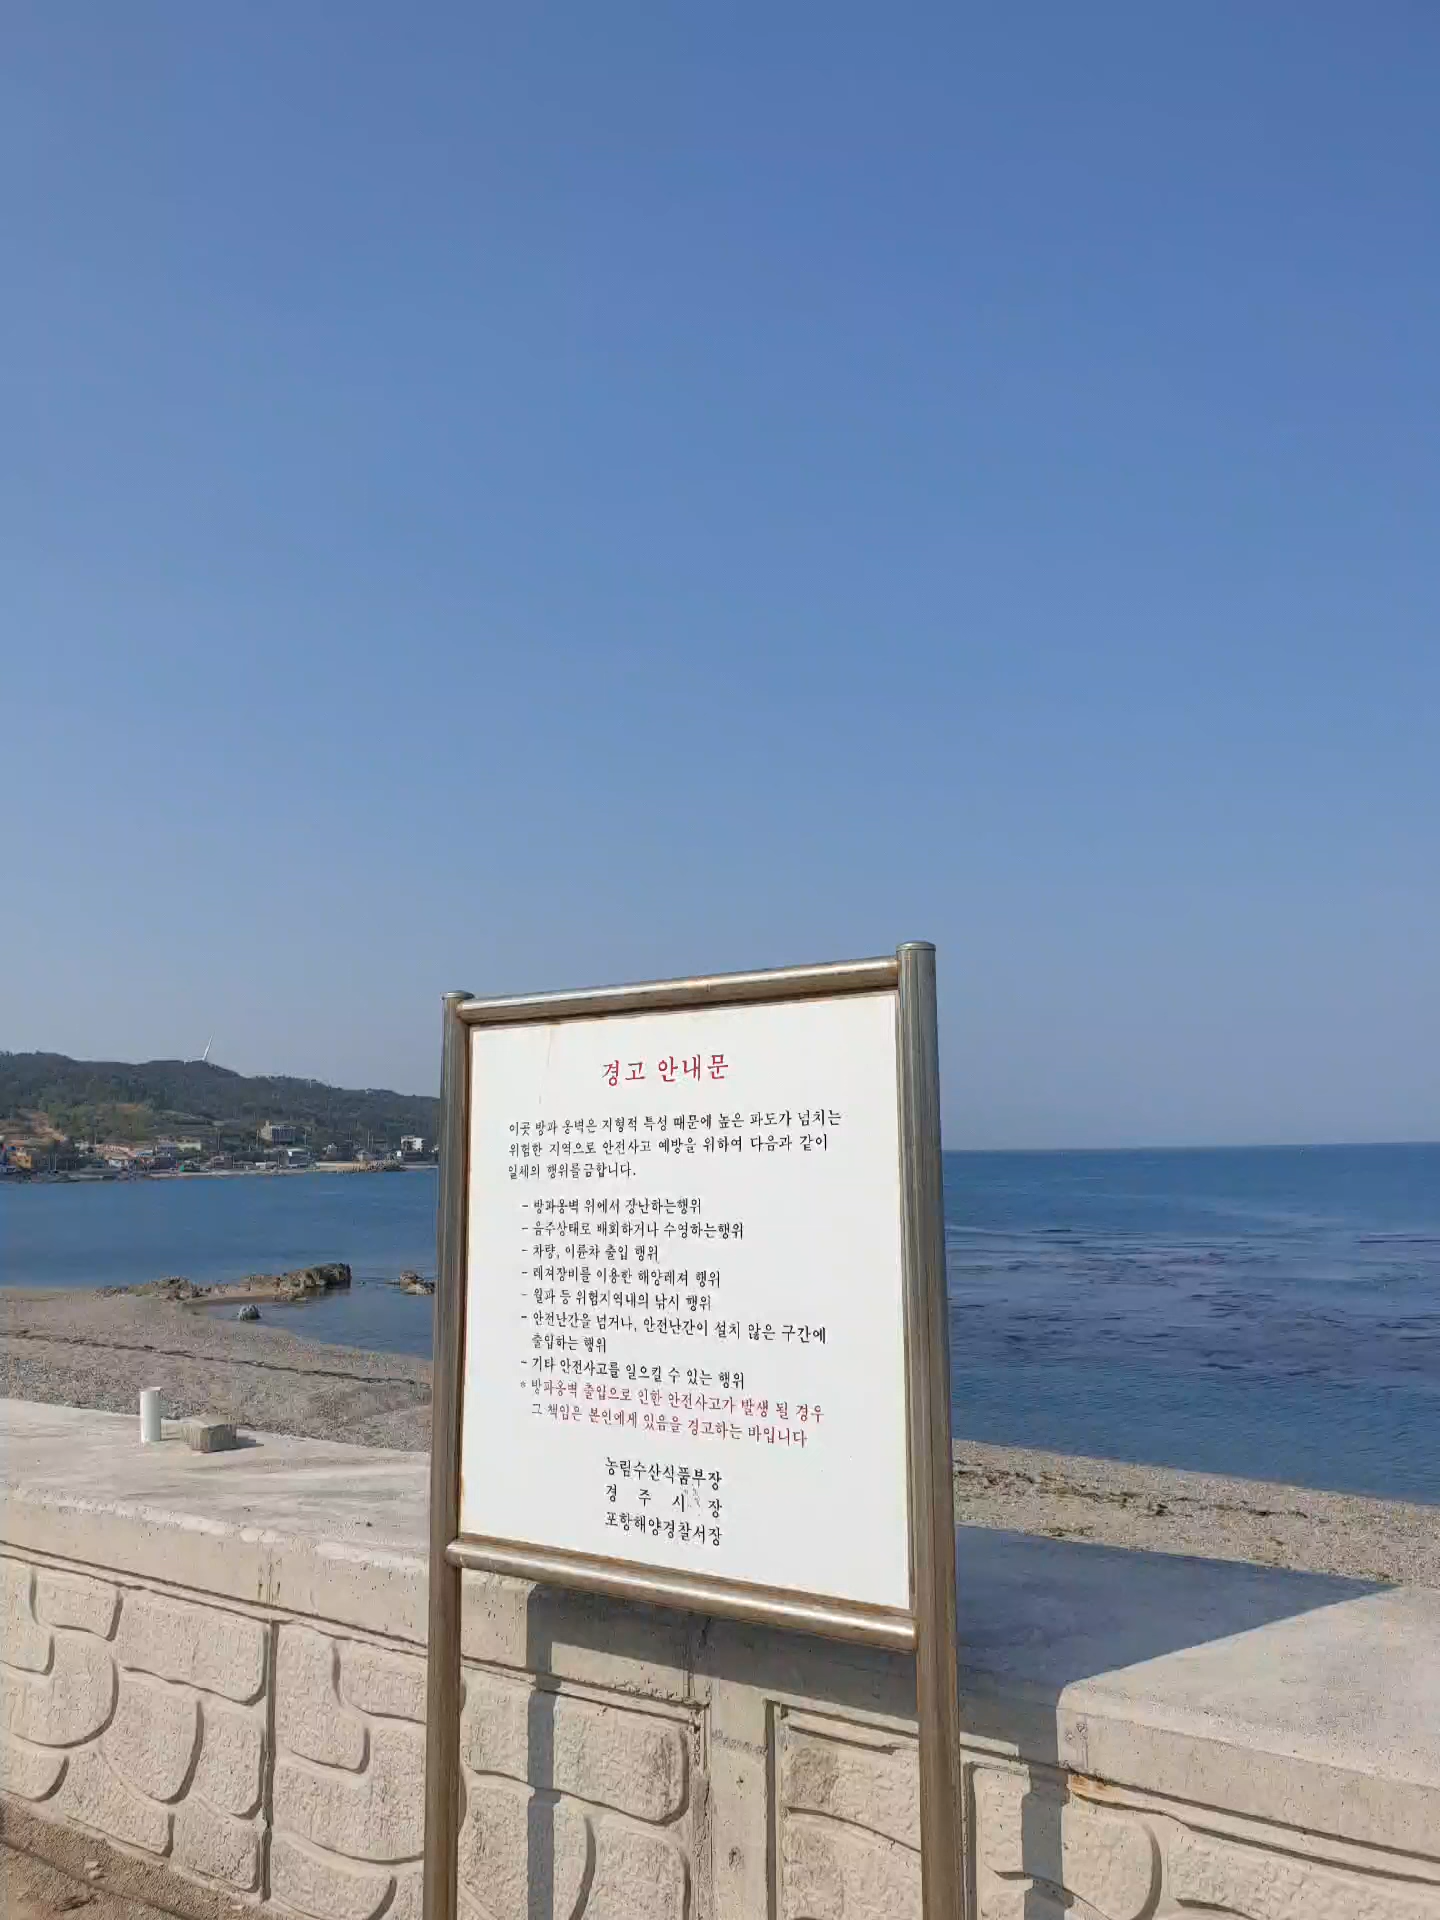 경고 안내문
이곳 방파 옹벽은 지형적 특성 때문에 높은 파도가 넘치는
위험한 지역으로 안전사고 예방을 위하여 다음과 같이
일체의 행위를 금합니다.
- 방파옹벽 위에서 장난하는행위
- 음주상태로 배회하거나 수영하는행위
- 차량, 이륜차 출입 행위
- 레져장비를 이용한 해양레져 행위
- 월파 등 위험지역내의 낚시 행위
- 안전난간을 넘거나, 안전난간이 설치 않은 구간에
출입하는 행위
- 기타 안전사고를 일으킬 수 있는 행위
* 방파옹벽 출입으로 인한 안전사고가 발생 될 경우
그 책임은 본인에게 있음을 경고하는 바입니다
농림수산식품부장
경 주 시 장
포항해양경찰서장